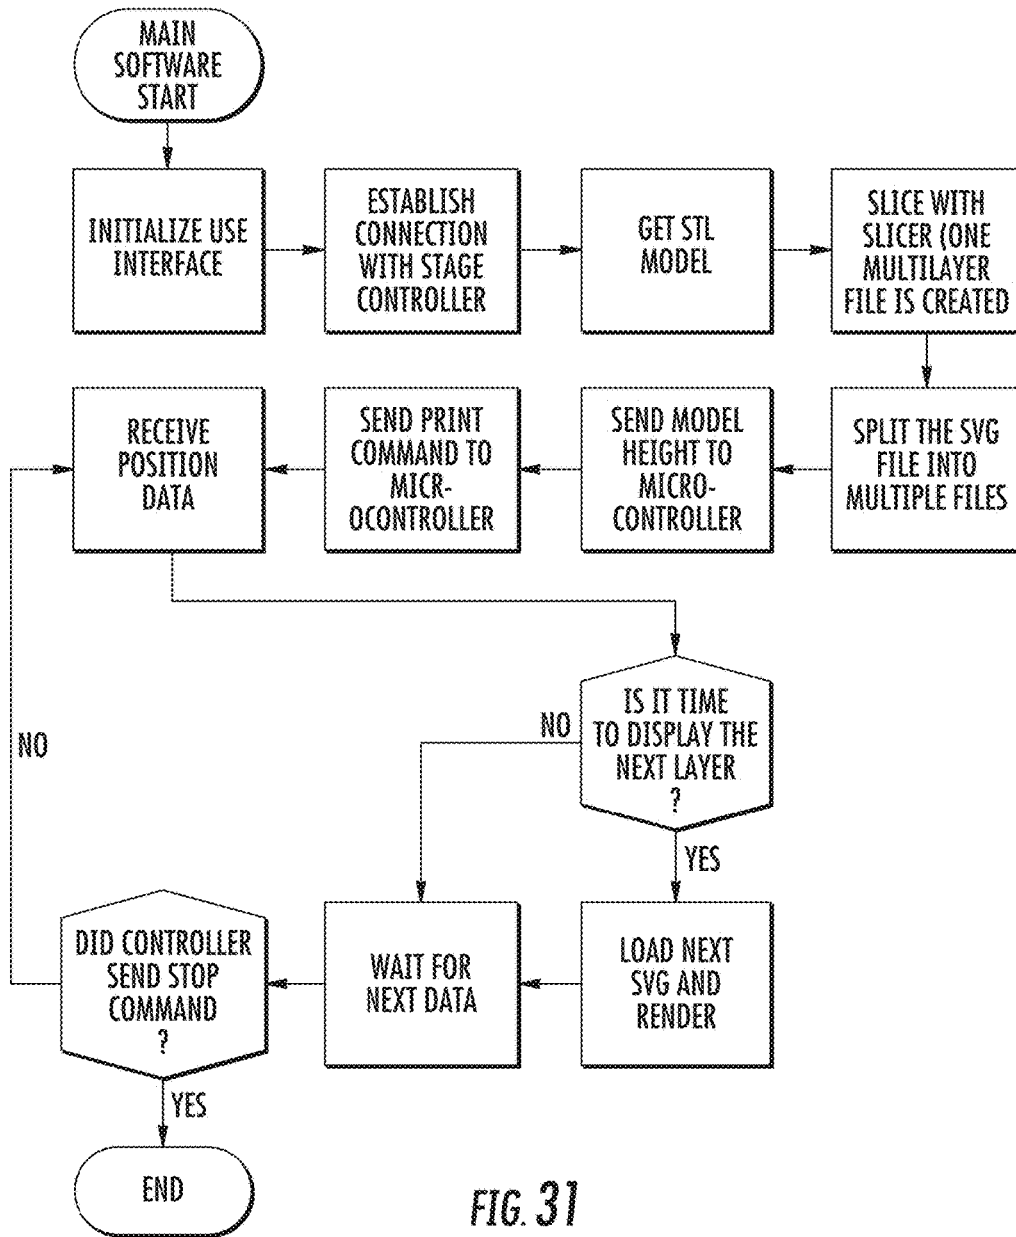 MAIN
SOFTWARE
START
INITIALIZE USE
INTERFACE
ESTABLISH
CONNECTION
WITH STAGE
CONTROLLER
GET STL
MODEL
SLICE WITH
SLICER (ONE
MULTILAYER
FILE IS CREATED
SPLIT THE SVG
FILE INTO
MULTIPLE FILES
SEND MODEL
HEIGHT TO
MICRO-
CONTROLLER
SEND PRINT
COMMAND TO
MICR-
OCONTROLLER
RECEIVE
POSITION
DATA
IS IT TIME
TO DISPLAY THE
NEXT LAYER
?
NO
YES
LOAD NEXT
SVG AND
RENDER
WAIT FOR
NEXT DATA
DID CONTROLLER
SEND STOP
COMMAND
?
NO
YES
END
FIG. 31